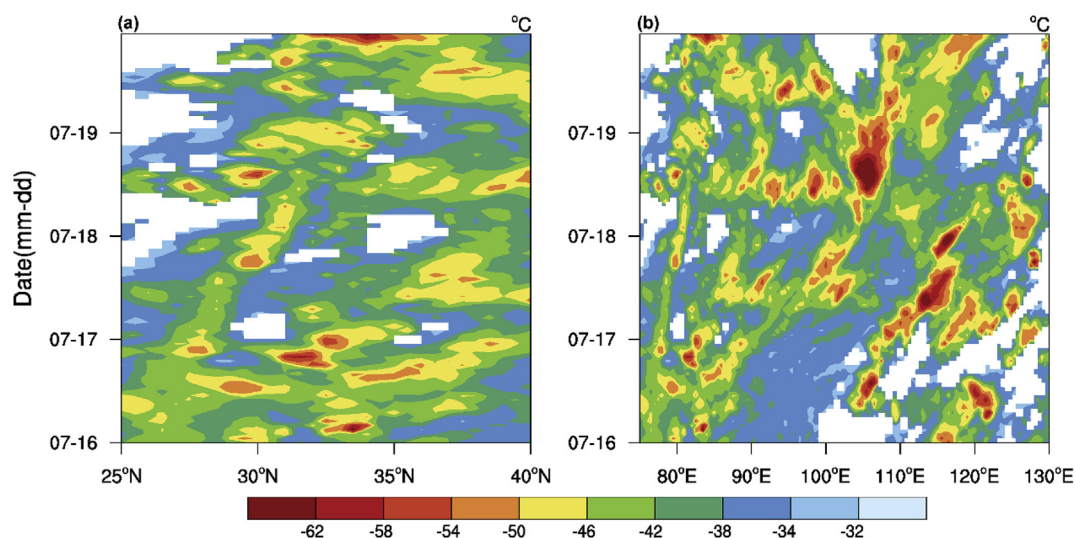 (a) °C (b) °C
07-19 07-19
Date(mm-dd)
07-18 07-18
07-17 07-17
07-16 07-16
25°N 30°N 35°N 40°N 80°E 90°E 100°E 110°E 120°E 130°E
-62 -58 -54 -50 -46 -42 -38 -34 -32